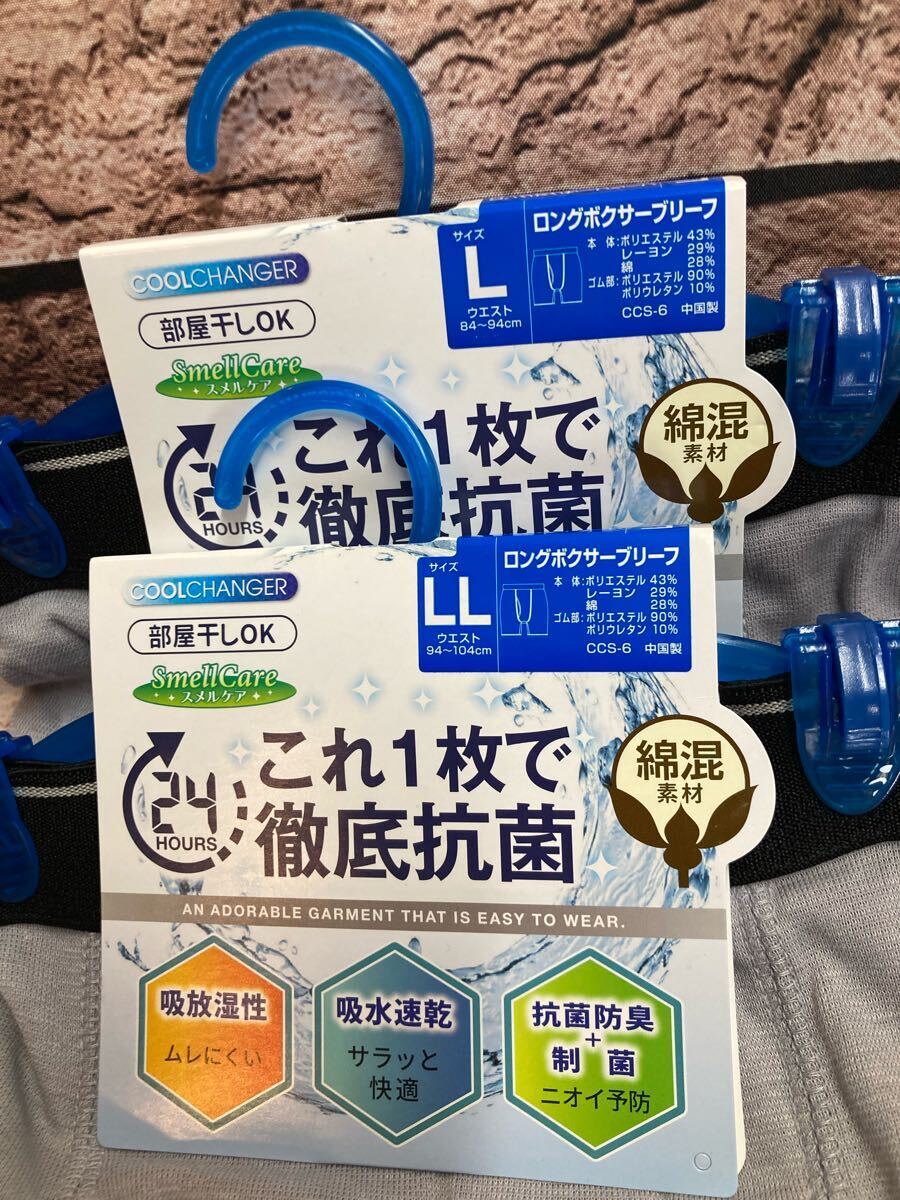 COOLCHANGER
部屋干しOK
SmellCare
スメルケア
サイズ
L
ウエスト
84～94cm
ロングボクサーブリーフ
本 体:ポリエステル 43%
レーヨン 29%
綿 28%
ゴム部:ポリエステル 90%
ポリウレタン 10%
CCS-6 中国製
HOURS
これ1枚で
徹底抗菌
綿混
素材
COOLCHANGER
部屋干しOK
SmellCare
スメルケア
サイズ
LL
ウエスト
94～104cm
ロングボクサーブリーフ
本 体:ポリエステル 43%
レーヨン 29%
綿 28%
ゴム部:ポリエステル 90%
ポリウレタン 10%
CCS-6 中国製
24
HOURS
これ1枚で
徹底抗菌
綿混
素材
AN ADORABLE GARMENT THAT IS EASY TO WEAR.
吸放湿性
ムレにくい
吸水速乾
サラッと
快適
抗菌防臭
+
制菌
ニオイ予防